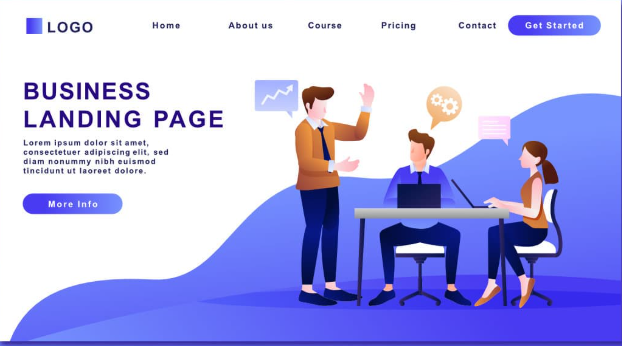 LOGO
Home
About us
Course
Pricing
Contact
Get Started
BUSINESS
LANDING PAGE
Lorem ipsum dolor sit amet,
consectetuer adipiscing elit, sed
diam nonummy nibh euismod
tincidunt ut laoreet dolore.
More Info